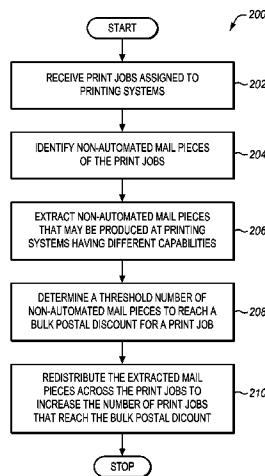 200
START
RECEIVE PRINT JOBS ASSIGNED TO
PRINTING SYSTEMS
202
IDENTIFY NON-AUTOMATED MAIL PIECES
OF THE PRINT JOBS
204
EXTRACT NON-AUTOMATED MAIL PIECES
THAT MAY BE PRODUCED AT PRINTING
SYSTEMS HAVING DIFFERENT CAPABILITIES
206
DETERMINE A THRESHOLD NUMBER OF
NON-AUTOMATED MAIL PIECES TO REACH A
BULK POSTAL DISCOUNT FOR A PRINT JOB
208
REDISTRIBUTE THE EXTRACTED MAIL
PIECES ACROSS THE PRINT JOBS TO
INCREASE THE NUMBER OF PRINT JOBS
THAT REACH THE BULK POSTAL DICOUNT
210
STOP